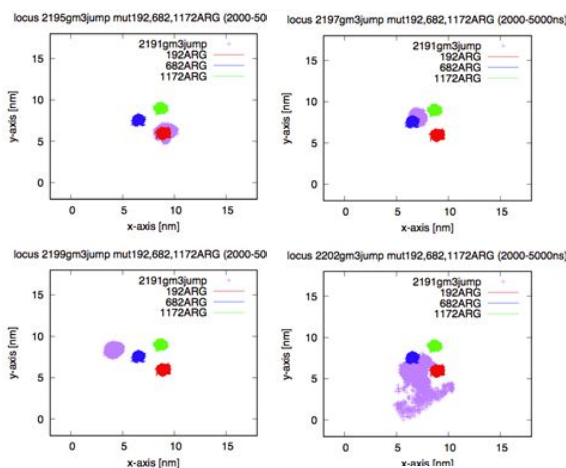 locus 2195gm3jump mut192,682,1172ARG (2000-50
2191gm3jump
192ARG
682ARG
1172ARG
y-axis [nm]
15
10
5
0
0
5
10
15
x-axis [nm]
locus 2197gm3jump mut192,682,1172ARG (2000-5000ns)
2191gm3jump
192ARG
682ARG
1172ARG
y-axis [nm]
15
10
5
0
0
5
10
15
x-axis [nm]
locus 2199gm3jump mut192,682,1172ARG (2000-50
2191gm3jump
192ARG
682ARG
1172ARG
y-axis [nm]
15
10
5
0
0
5
10
15
x-axis [nm]
locus 2202gm3jump mut192,682,1172ARG (2000-5000ns)
2191gm3jump
192ARG
682ARG
1172ARG
y-axis [nm]
15
10
5
0
0
5
10
15
x-axis [nm]